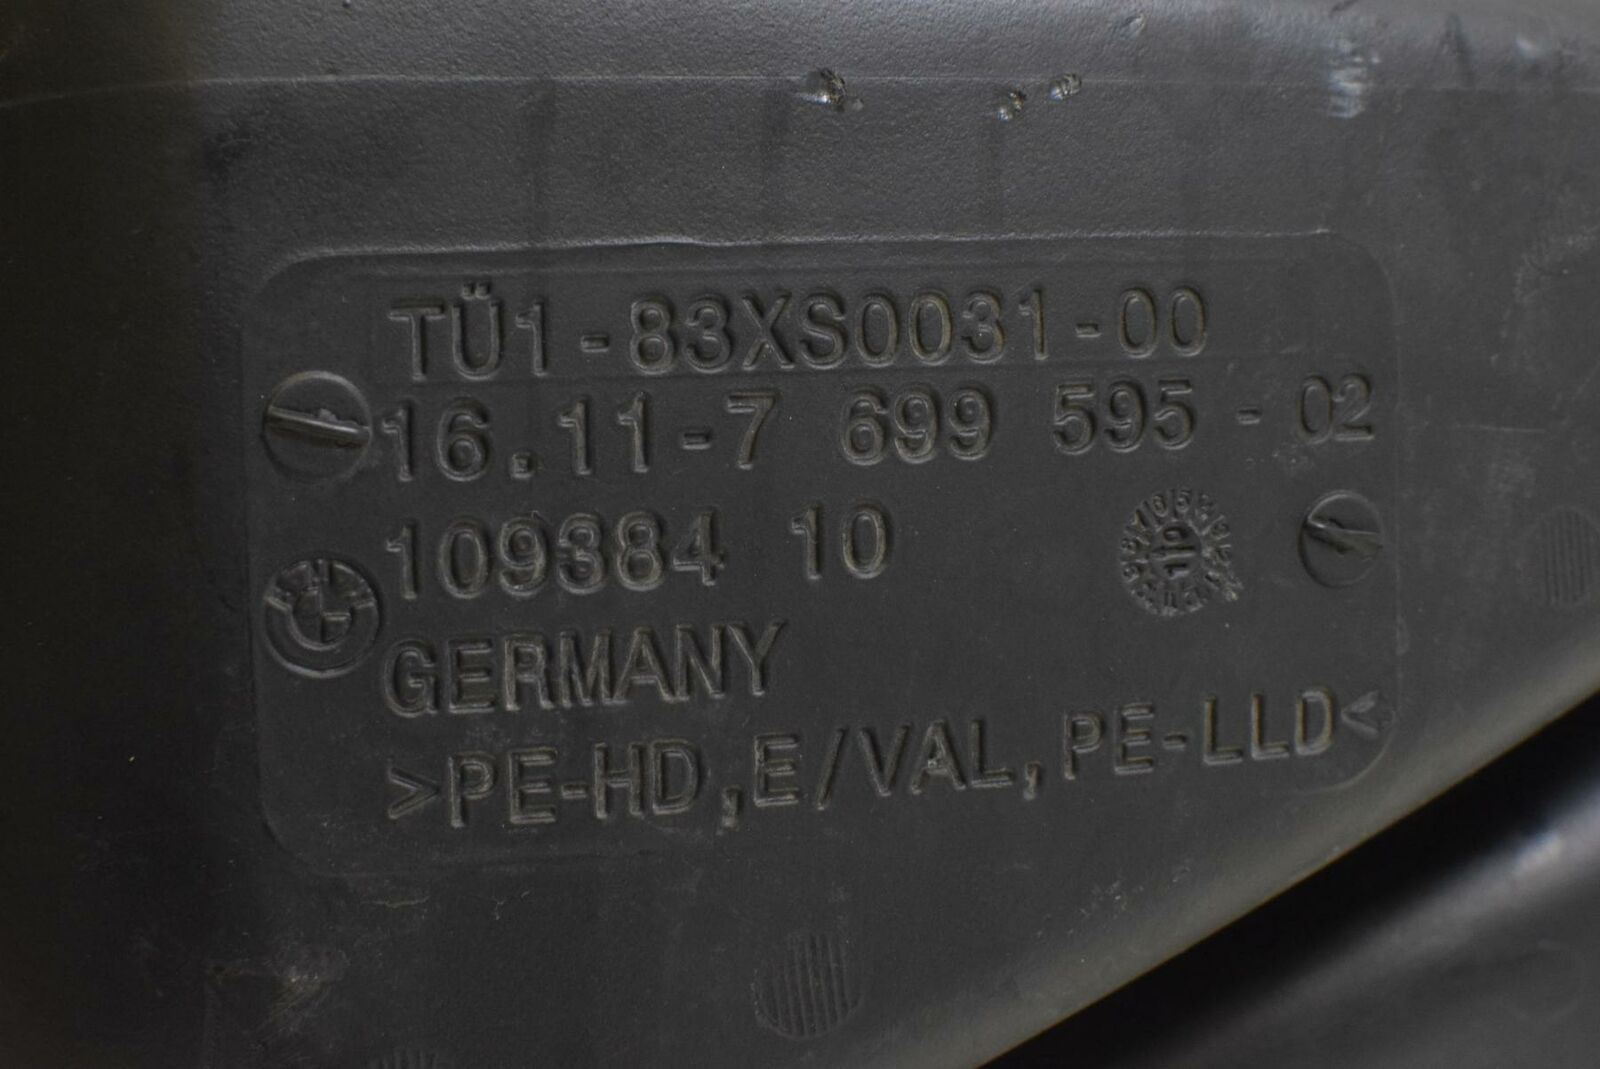 TÜ1-83XS0031-00
16.11-7 699 595-02
109384 10
GERMANY
>PE-HD,E/VAL,PE-LLD<